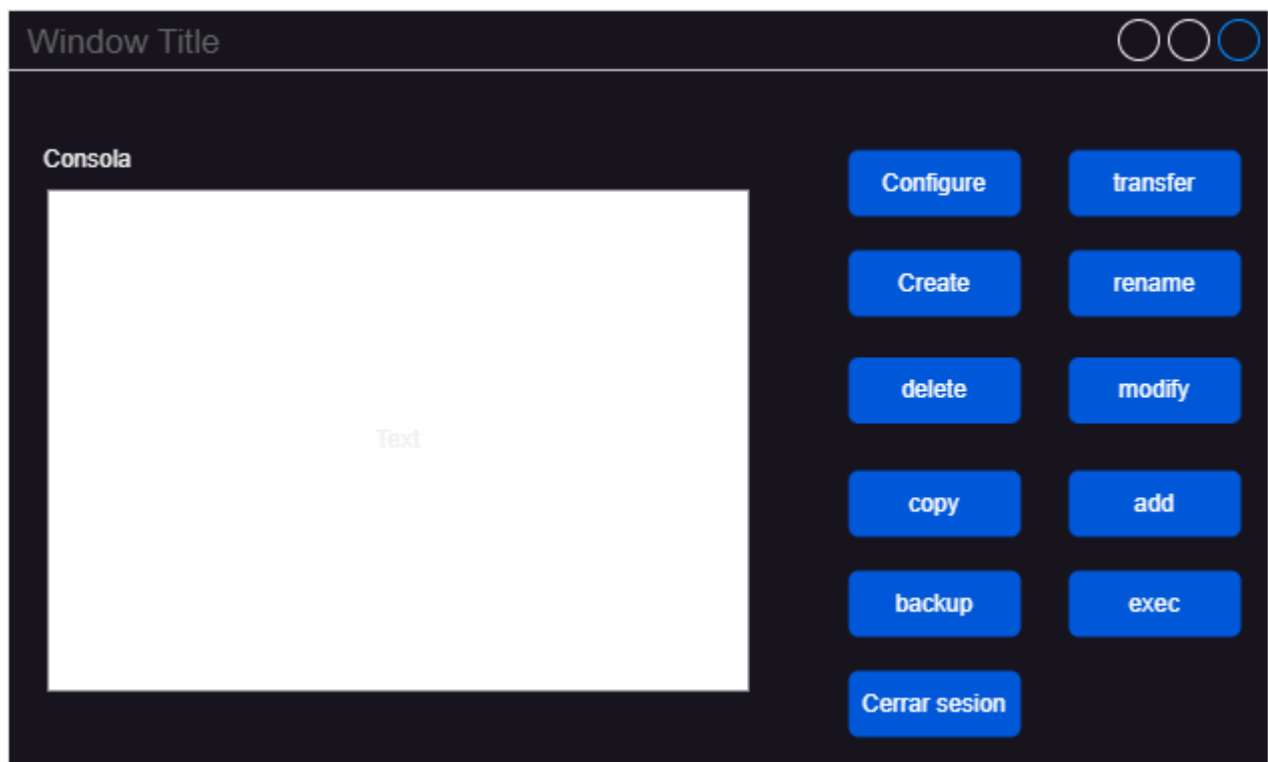 Window Title
Consola
Text
Configure
transfer
Create
rename
delete
modify
copy
add
backup
exec
Cerrar sesion